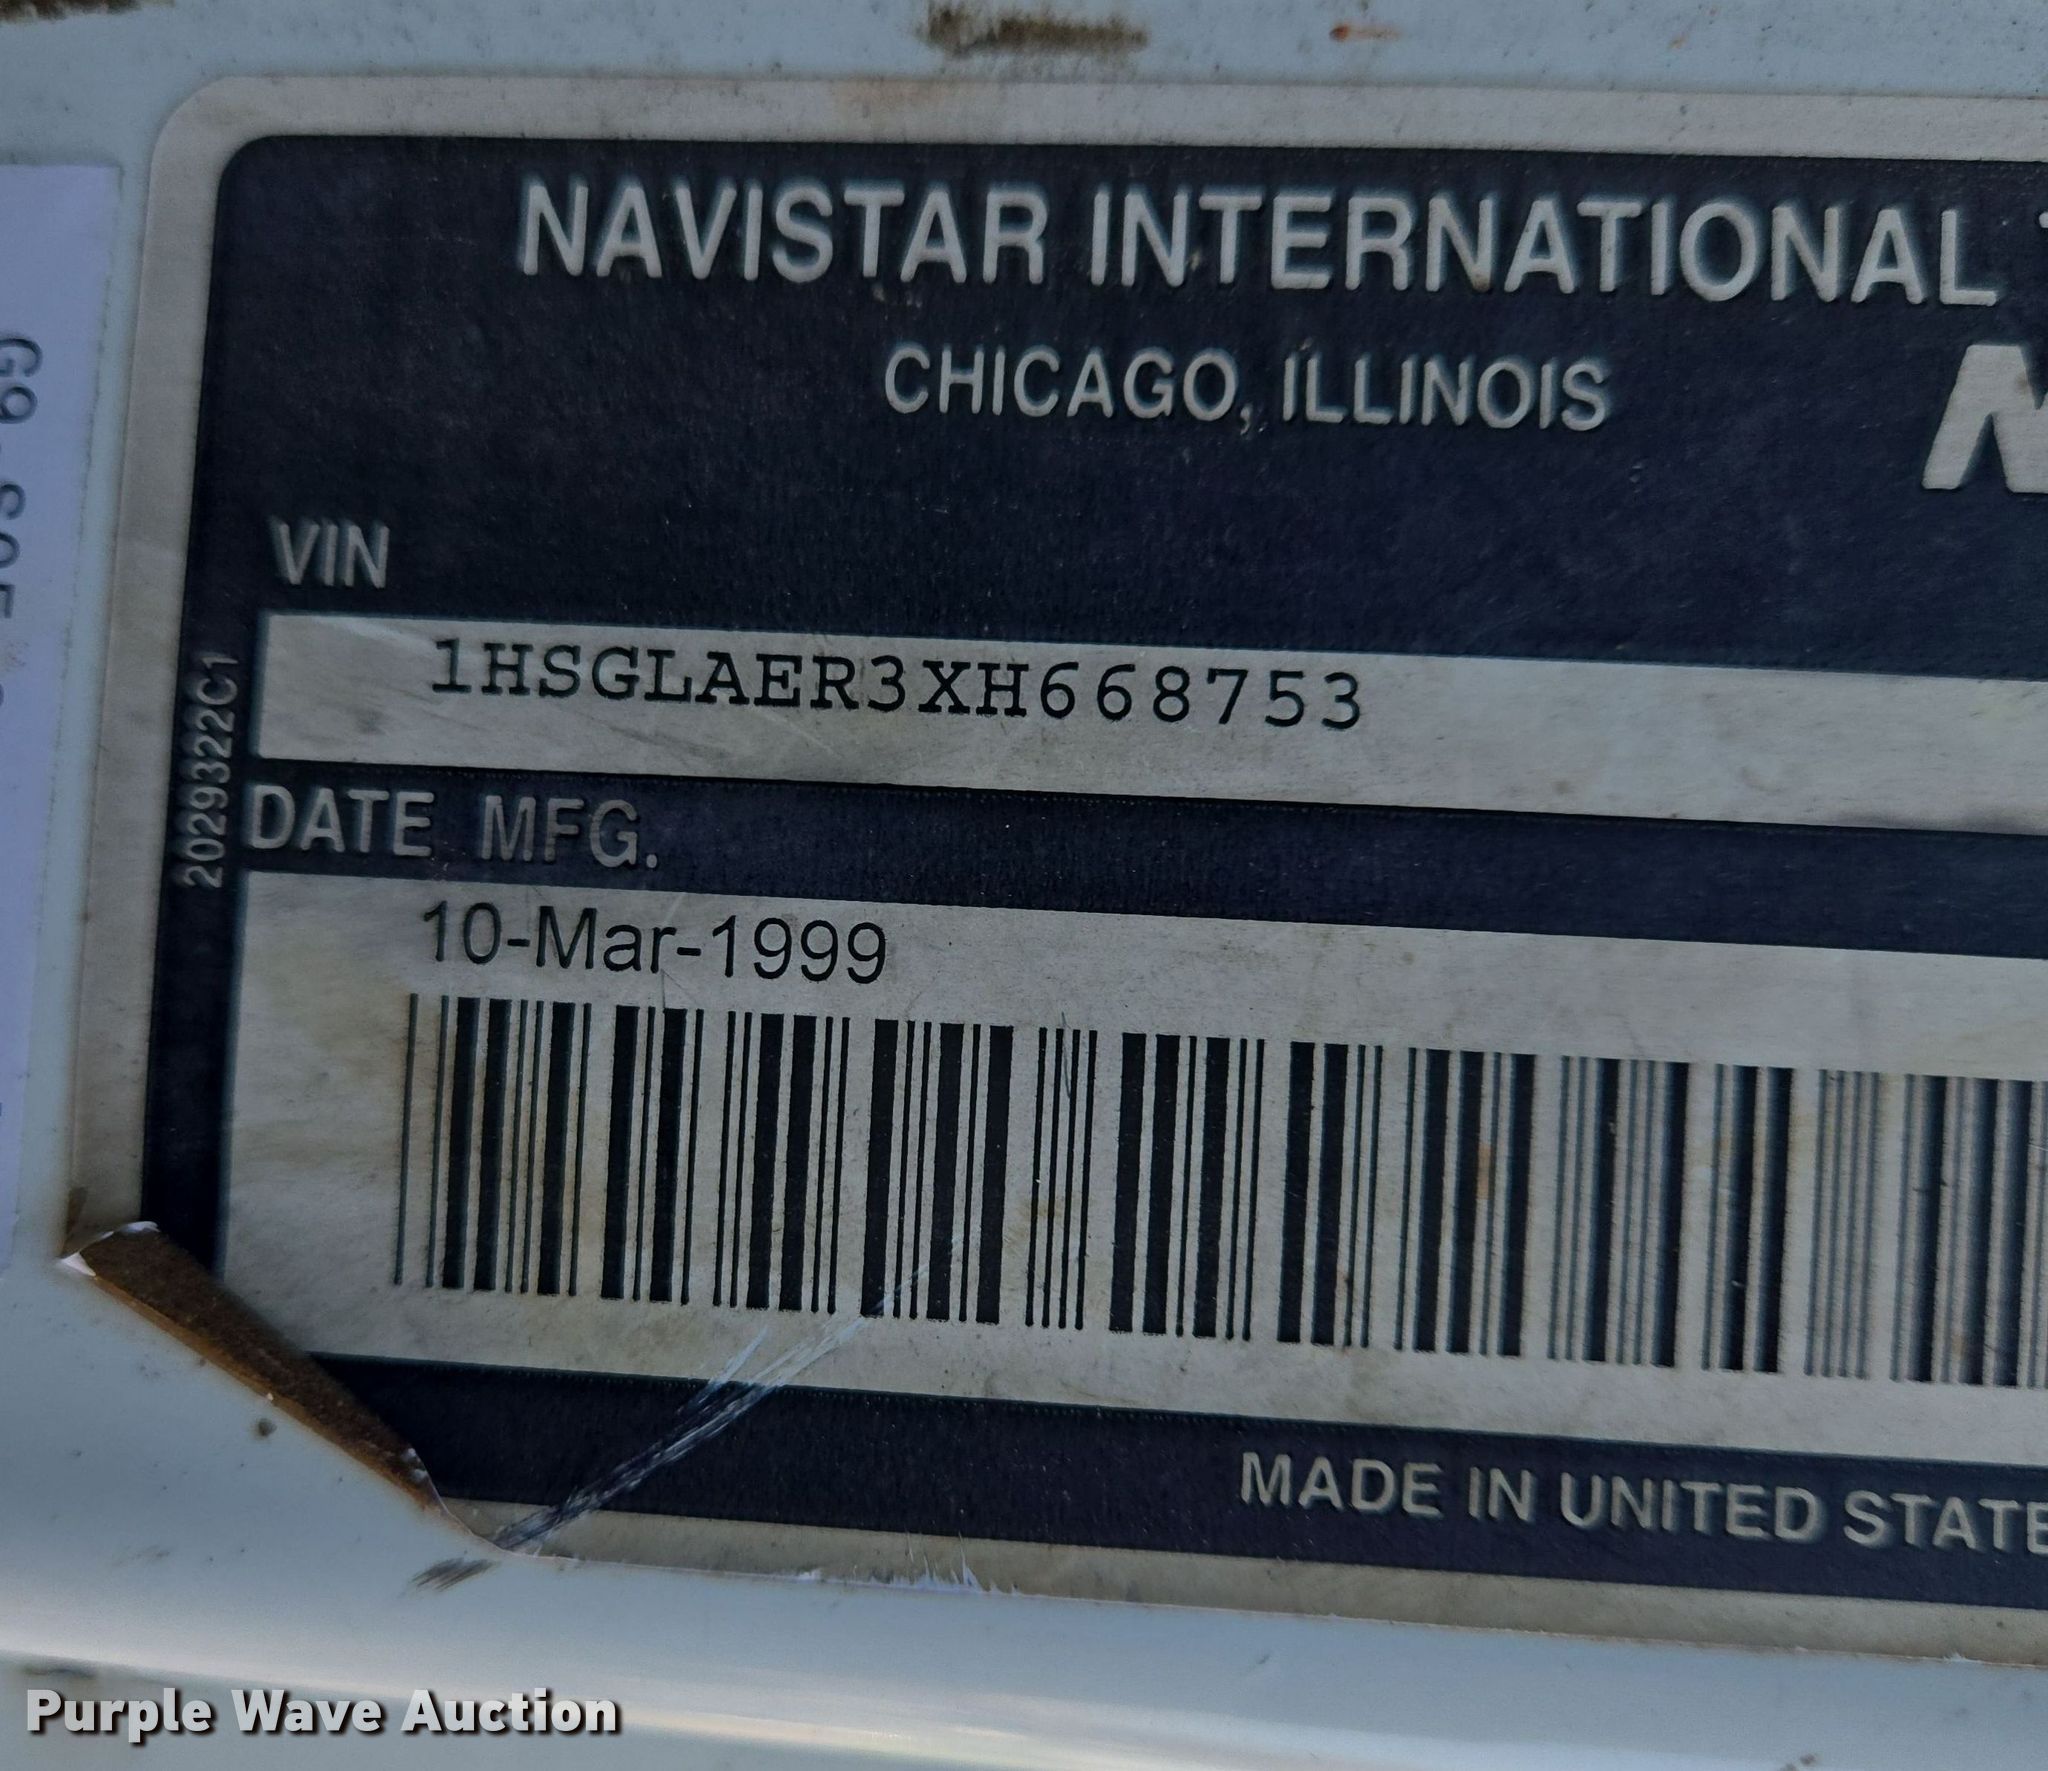 NAVISTAR INTERNATIONAL
CHICAGO, ILLINOIS
VIN
1HSGLAER3XH668753
2029322C1
DATE MFG.
10-Mar-1999
MADE IN UNITED STATE
Purple Wave Auction